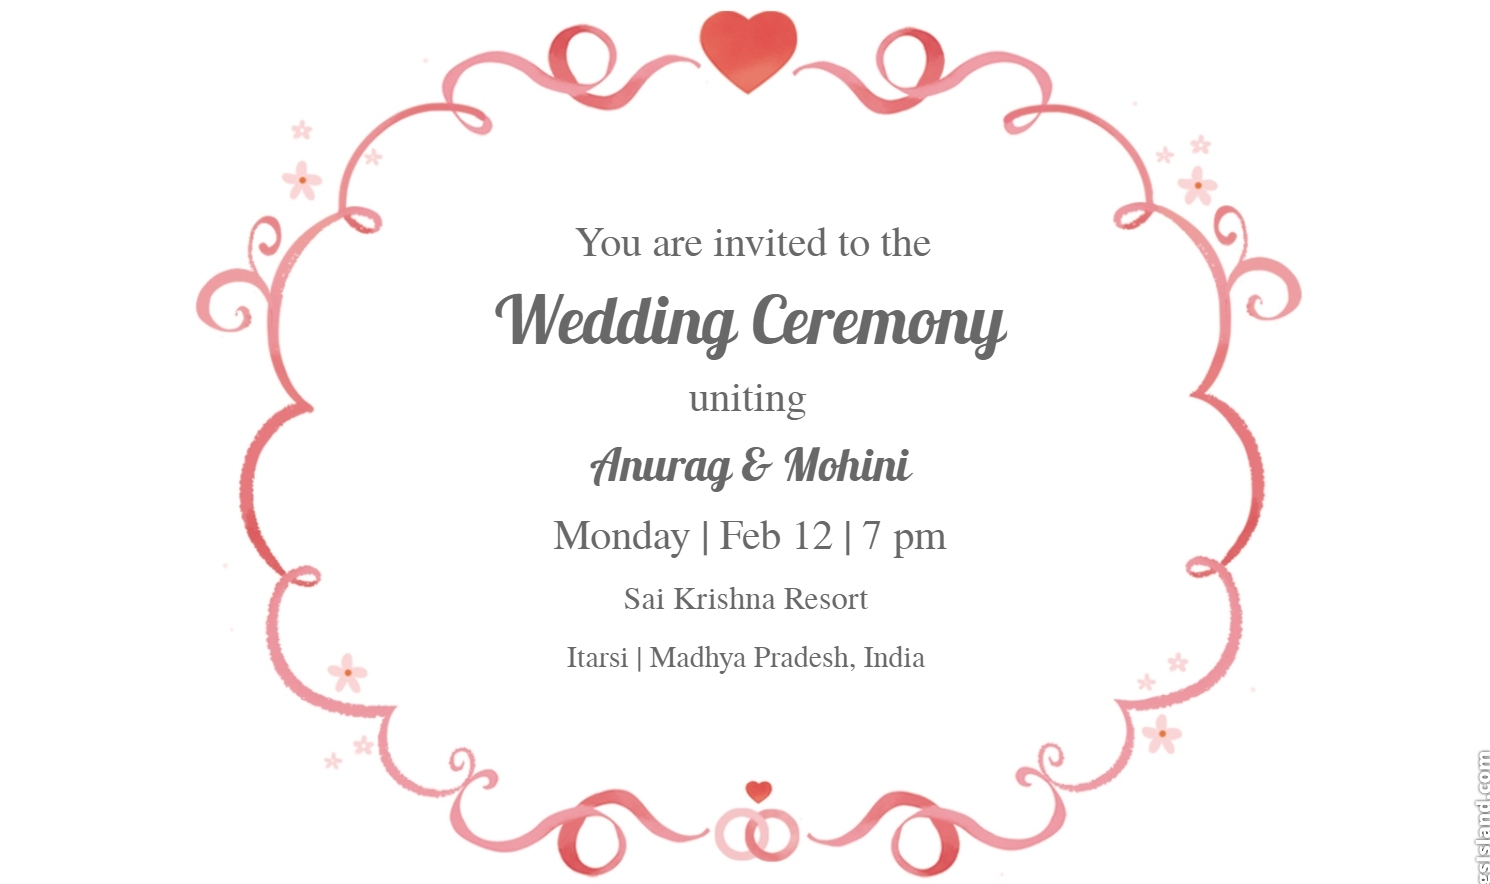 You are invited to the
Wedding Ceremony
uniting
Anurag & Mohini
Monday | Feb 12 | 7 pm
Sai Krishna Resort
Itarsi | Madhya Pradesh, India